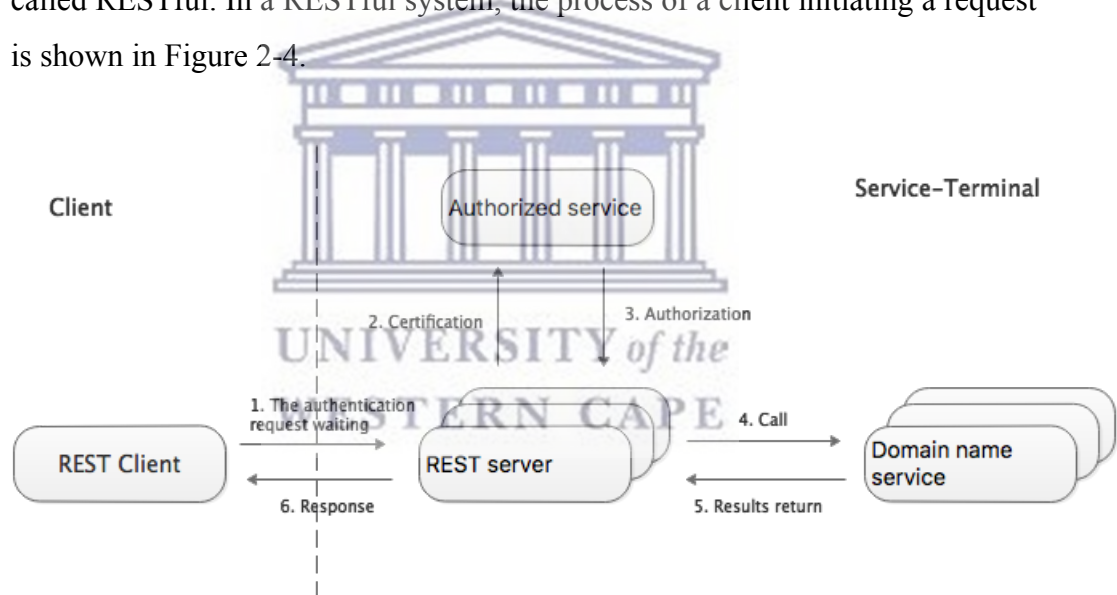 called RESTful. In a RESTful system, the process of a client initiating a request
is shown in Figure 2-4.
Client
Service-Terminal
Authorized service
2. Certification
3. Authorization
UNIVERSITY of the
WESTERN CAPE
1. The authentication
request waiting
4. Call
REST Client
REST server
Domain name
service
6. Response
5. Results return